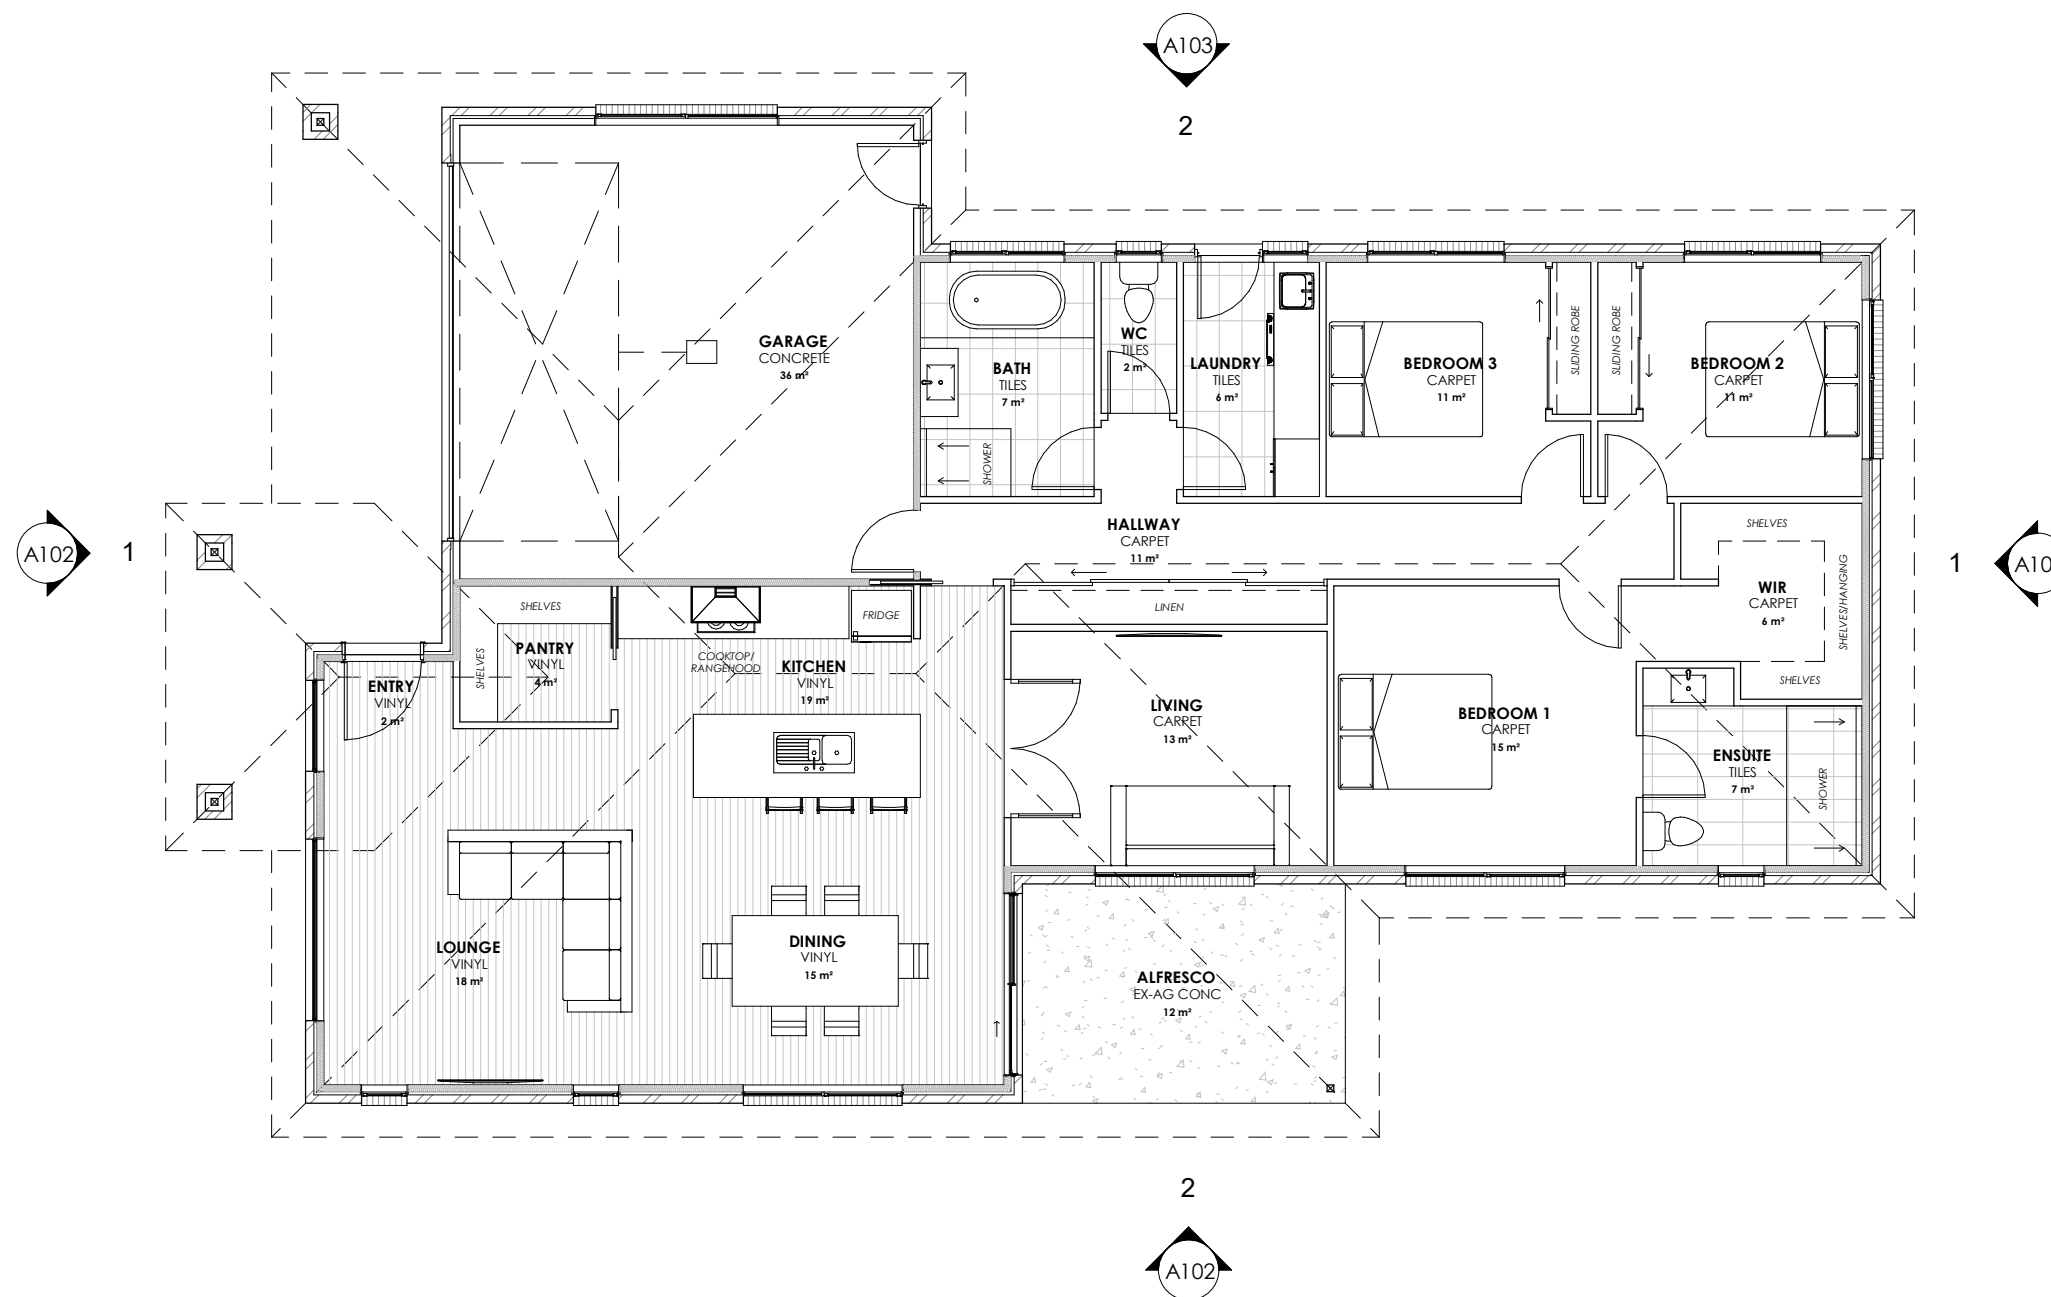 A103
2
GARAGE
CONCRETE
36 m²
BATH
TILES
7 m²
SHOWER
WC
TILES
2 m²
LAUNDRY
TILES
6 m²
BEDROOM 3
CARPET
11 m²
SLIDING ROBE
SLIDING ROBE
BEDROOM 2
CARPET
11 m²
A102
1
HALLWAY
CARPET
11 m²
SHELVES
WIR
CARPET
6 m²
SHELVES/HANGING
SHELVES
1
A10
SHELVES
SHELVES
PANTRY
VINYL
4 m²
ENTRY
VINYL
2 m²
COOKTOP/
RANGEHOOD
KITCHEN
VINYL
19 m²
FRIDGE
LINEN
LIVING
CARPET
13 m²
BEDROOM 1
CARPET
15 m²
ENSUITE
TILES
7 m²
SHOWER
LOUNGE
VINYL
18 m²
DINING
VINYL
15 m²
ALFRESCO
EX-AG CONC
12 m²
2
A102